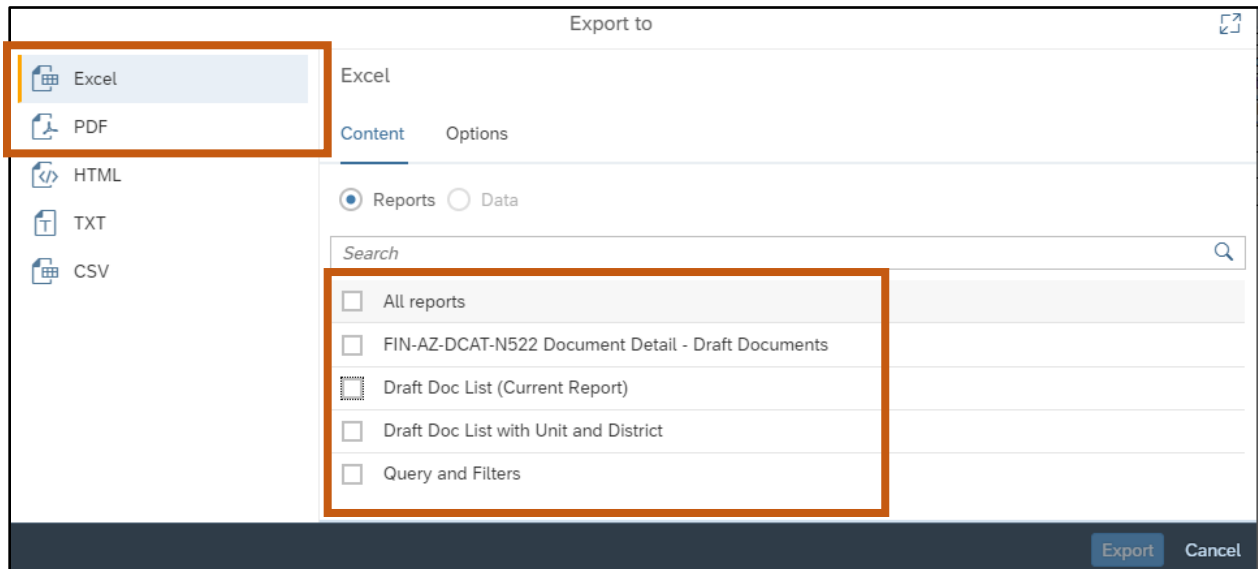 Export to
Excel
PDF
HTML
TXT
CSV
Excel
Content Options
Reports Data
Search
All reports
FIN-AZ-DCAT-N522 Document Detail - Draft Documents
Draft Doc List (Current Report)
Draft Doc List with Unit and District
Query and Filters
Export Cancel